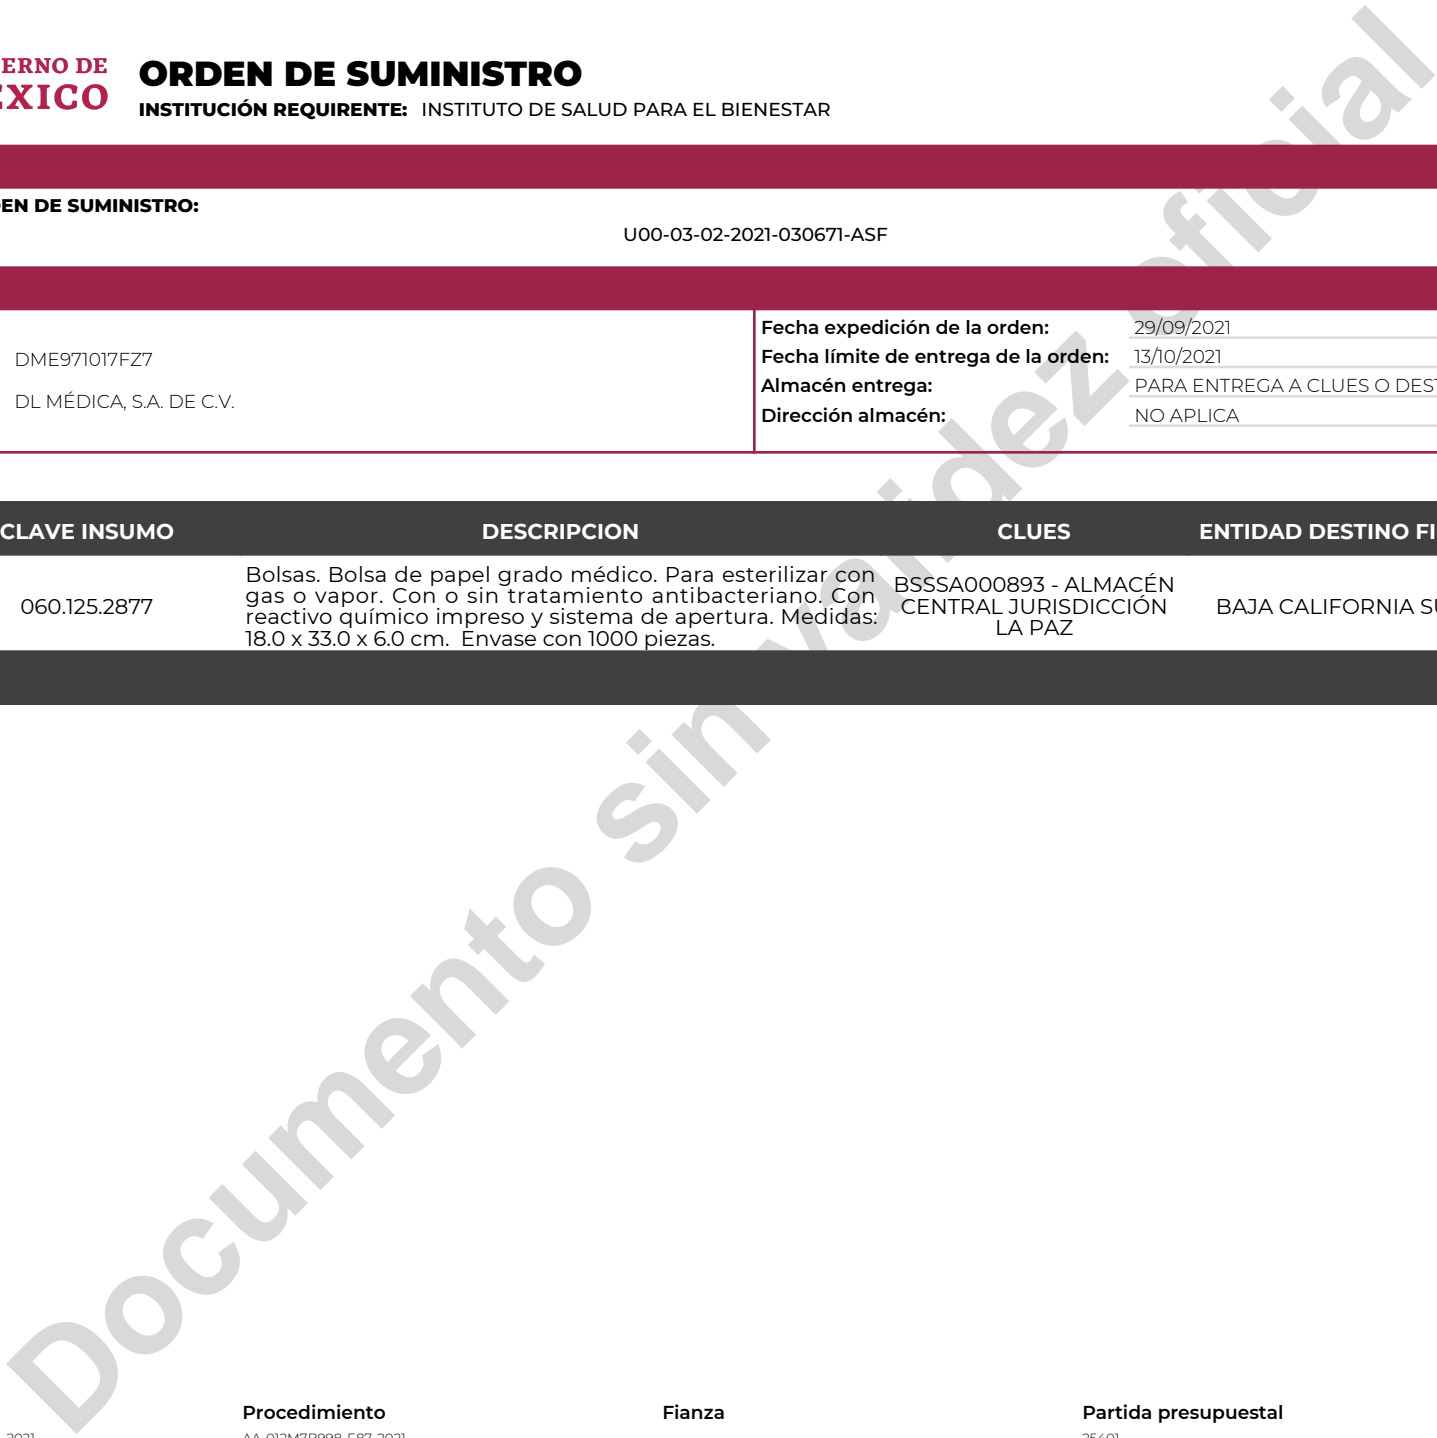 ERNO DE
EXICO
ORDEN DE SUMINISTRO
INSTITUCIÓN REQUIRENTE: INSTITUTO DE SALUD PARA EL BIENESTAR
EN DE SUMINISTRO:
U00-03-02-2021-030671-ASF
DME971017FZ7
DL MÉDICA, S.A. DE C.V.
Fecha expedición de la orden: 29/09/2021
Fecha límite de entrega de la orden: 13/10/2021
Almacén entrega: PARA ENTREGA A CLUES O DEST
Dirección almacén: NO APLICA
CLAVE INSUMO DESCRIPCION CLUES ENTIDAD DESTINO FI
060.125.2877
Bolsas. Bolsa de papel grado médico. Para esterilizar con
gas o vapor. Con o sin tratamiento antibacteriano. Con
reactivo químico impreso y sistema de apertura. Medidas:
18.0 x 33.0 x 6.0 cm. Envase con 1000 piezas.
BSSSA000893 - ALMACÉN
CENTRAL JURISDICCIÓN
LA PAZ
BAJA CALIFORNIA SU
Documento sin validez oficial
Procedimiento Fianza Partida presupuestal